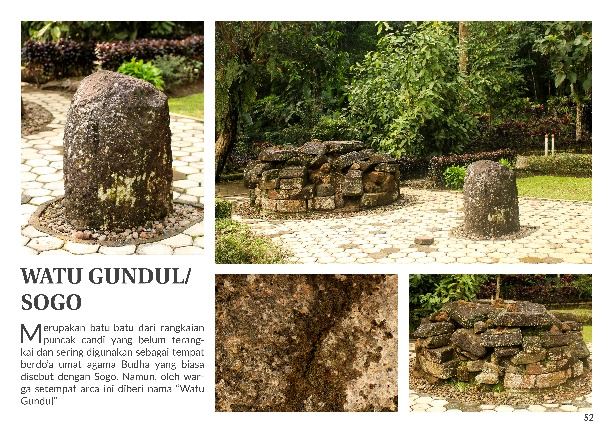 WATU GUNDUL/
SOGO
Merupakan batu batu dari rangkaian
puncak candi yang belum terang-
kai dan sering digunakan sebagai tempat
berdo'a umat agama Budha yang biasa
disebut dengan Sogo. Namun, oleh war-
ga setempat arca ini diberi nama "Watu
Gundul"
52